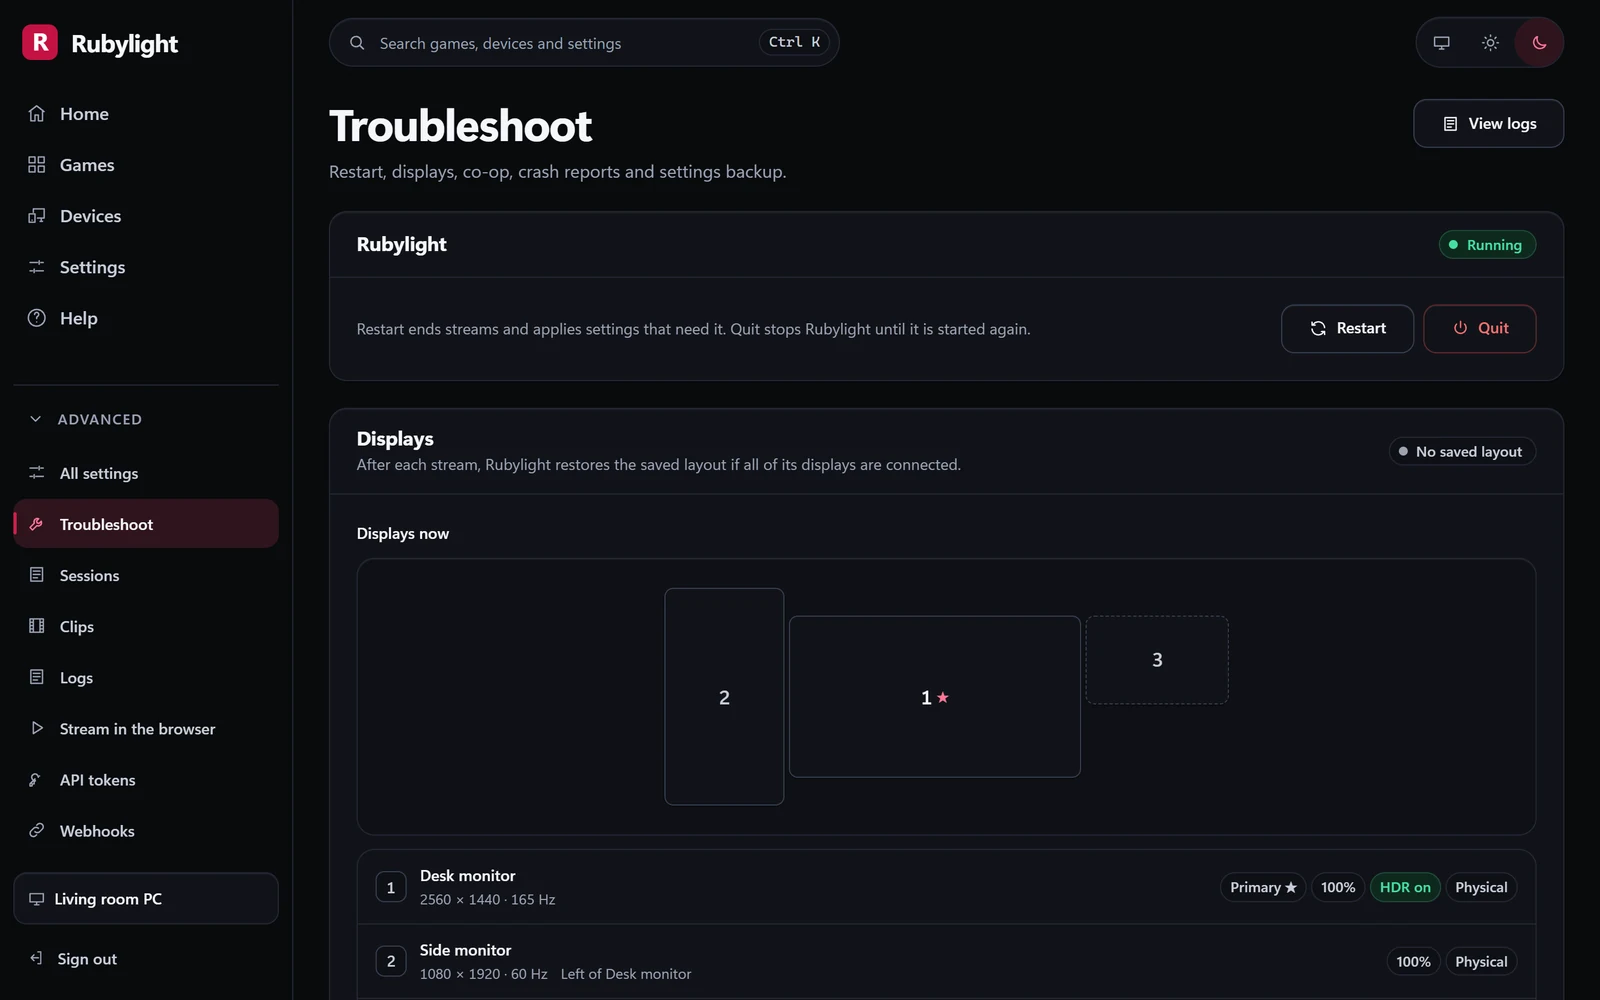 R Rubylight
Home
Games
Devices
Settings
Help
ADVANCED
All settings
Troubleshoot
Sessions
Clips
Logs
Stream in the browser
API tokens
Webhooks
Living room PC
Sign out
Search games, devices and settings Ctrl K
Troubleshoot
View logs
Restart, displays, co-op, crash reports and settings backup.
Rubylight
Running
Restart ends streams and applies settings that need it. Quit stops Rubylight until it is started again.
Restart
Quit
Displays
After each stream, Rubylight restores the saved layout if all of its displays are connected.
No saved layout
Displays now
2
1 ★
3
1
Desk monitor
2560 × 1440 · 165 Hz
Primary ★
100%
HDR on
Physical
2
Side monitor
1080 × 1920 · 60 Hz Left of Desk monitor
100%
Physical